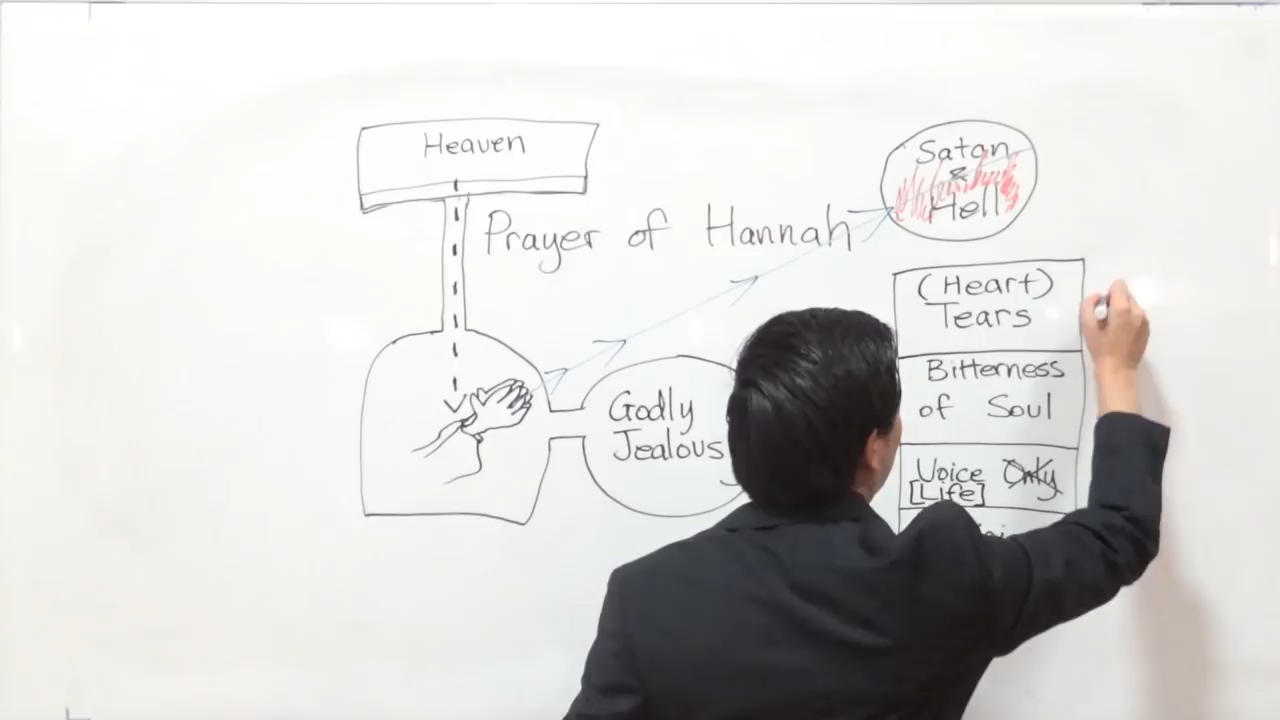 Heaven
Prayer of Hannah
Satan
&
Hell
(Heart)
Tears
Bitterness
of Soul
Voice Only
[Life]
Godly
Jealous